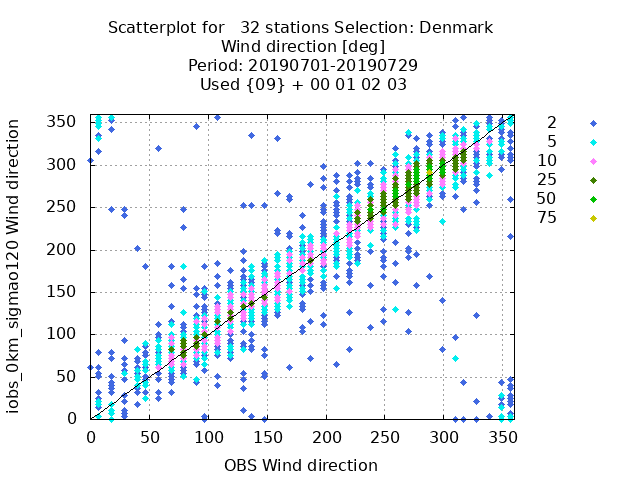 Scatterplot for 32 stations Selection: Denmark
Wind direction [deg]
Period: 20190701-20190729
Used {09} + 00 01 02 03
iobs_0km_sigmao120 Wind direction
350
300
250
200
150
100
50
0
0 50 100 150 200 250 300 350
OBS Wind direction
2
5
10
25
50
75